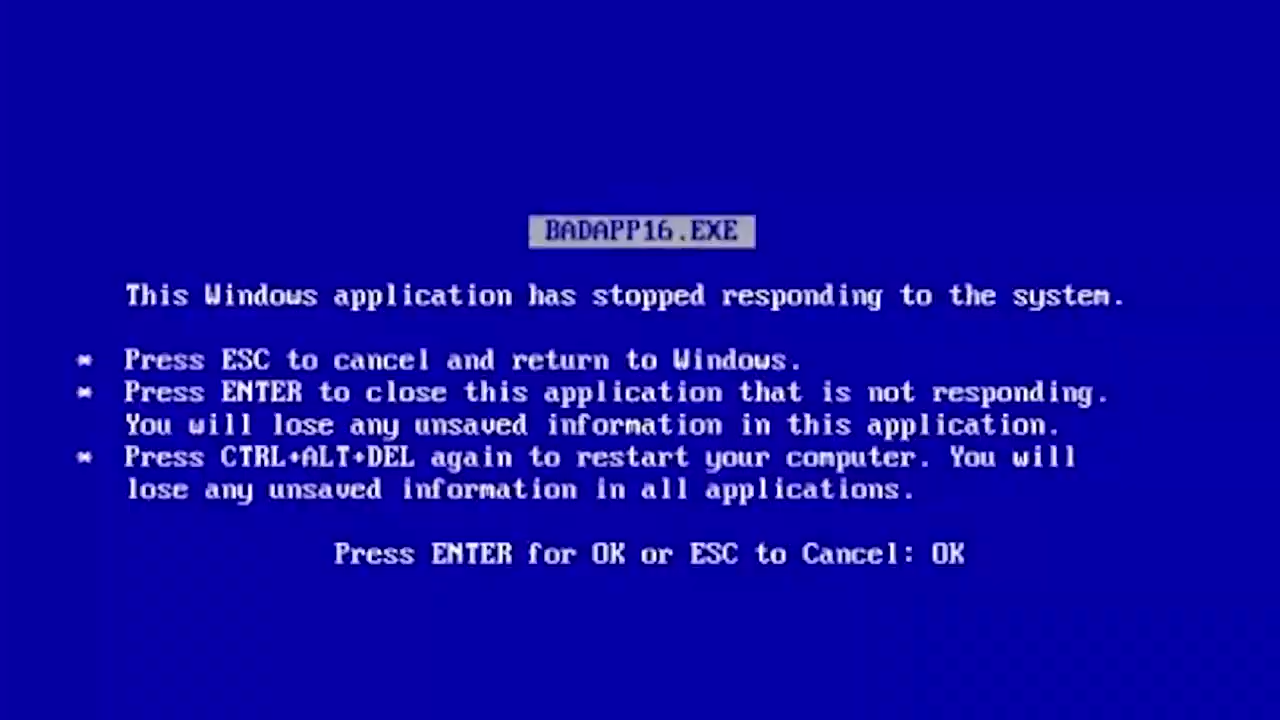 BADAPP16.EXE
This Windows application has stopped responding to the system.
* Press ESC to cancel and return to Windows.
* Press ENTER to close this application that is not responding.
You will lose any unsaved information in this application.
* Press CTRL+ALT+DEL again to restart your computer. You will
lose any unsaved information in all applications.
Press ENTER for OK or ESC to Cancel: OK